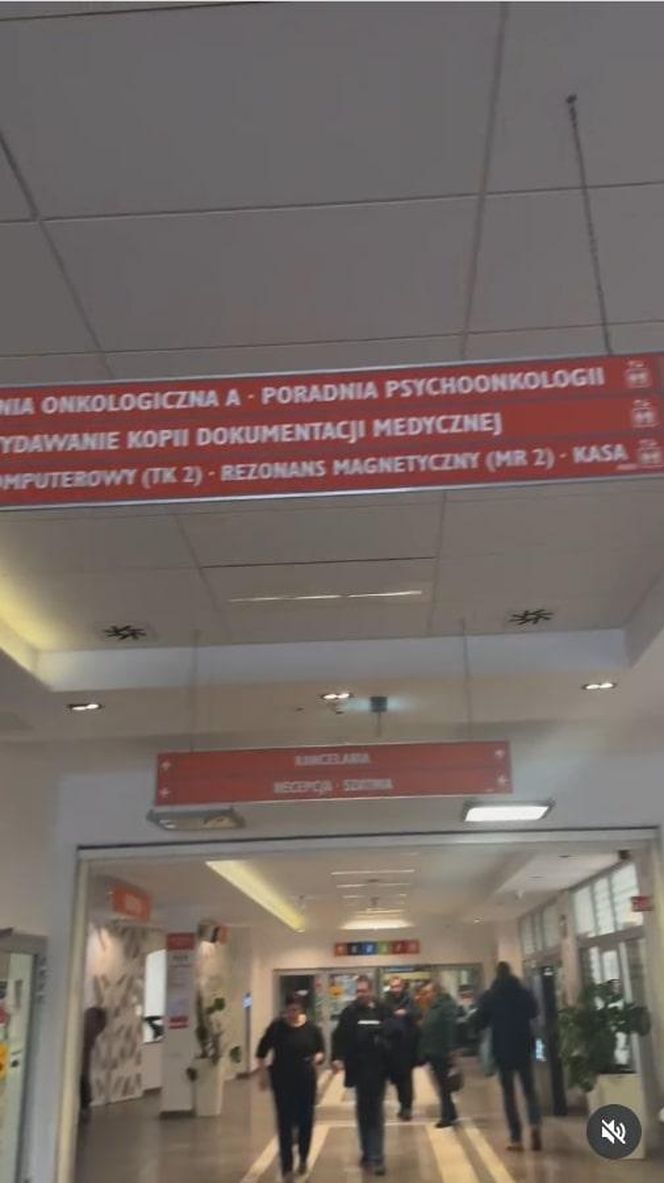 NIA ONKOLOGICZNA A · PORADNIA PSYCHOONKOLOGII
YDAWANIE KOPII DOKUMENTACJI MEDYCZNEJ
OMPUTEROWY (TK 2) · REZONANS MAGNETYCZNY (MR 2) · KASA
KANCELARIA
RECEPCJA · SZATNIA